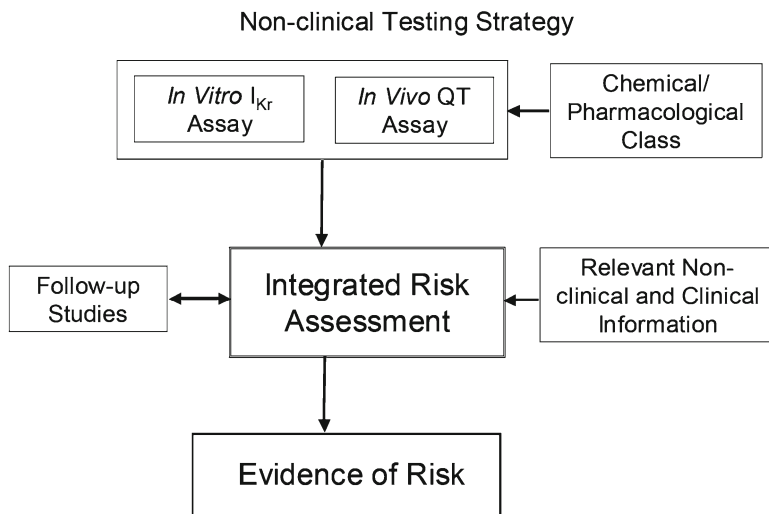 Non-clinical Testing Strategy
In Vitro IKr
Assay
In Vivo QT
Assay
Chemical/
Pharmacological
Class
Follow-up
Studies
Integrated Risk
Assessment
Relevant Non-
clinical and Clinical
Information
Evidence of Risk